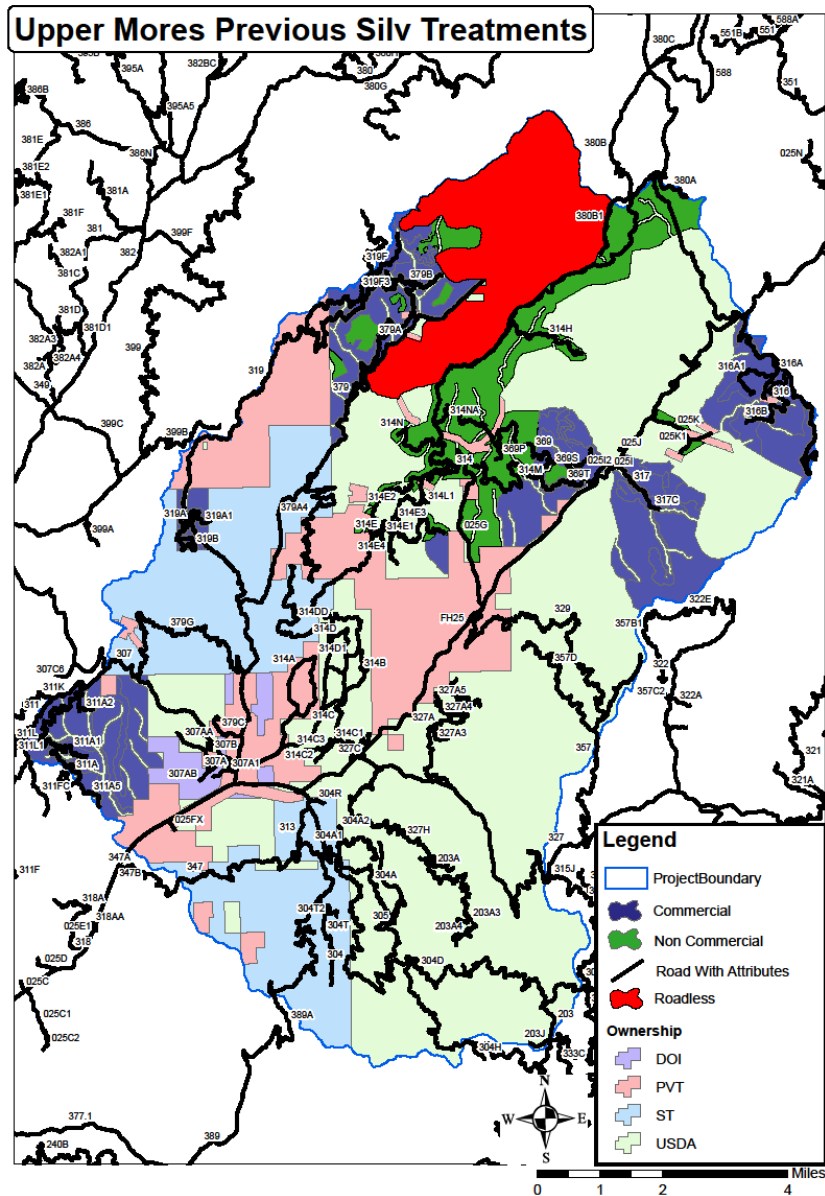 Upper Mores Previous Silv Treatments
588A
551
551B
380C
395B
395A
382BC
380
380G
588
351
386B
395A5
386
381E
386N
380B
025N
381E2
381A
380A
381E1
381F
380B1
381
399F
382A1
382
319F
381C
319F3
379B
381D
379A
314H
381D1
382A3
399
382A4
319
316A1
316A
382A
349
379
316
316B
314NA
399C
314N
025K
399B
369
025J
025K1
369P
314
369S
025I2
025I
314M
369T
317
314L1
314E2
317C
319A
319A1
379A4
314E3
399A
314E
314E1
025G
319B
314E4
322E
314DD
329
FH25
357B1
379G
314D
314D1
307
314A
314B
357D
322
307C6
311K
327A5
357C2
322A
311
311A2
327A4
379C
314C
327A
311L
307AA
314C1
327A3
311A1
307B
314C3
311L1
327C
357
321
307A
307A1
314C2
311A
307AB
321A
311FC
311A5
304R
025FX
304A2
313
327H
304A1
327
347A
203A
311F
347
315J
347B
304A
318A
304T2
305
203A3
318AA
025E1
304T
203A4
318
304
304D
025D
025C
203
389A
025C1
203J
025C2
304H
333C
377.1
389
240B
Legend
ProjectBoundary
Commercial
Non Commercial
Road With Attributes
Roadless
Ownership
DOI
PVT
ST
USDA
N
W
E
S
Miles
0
1
2
4